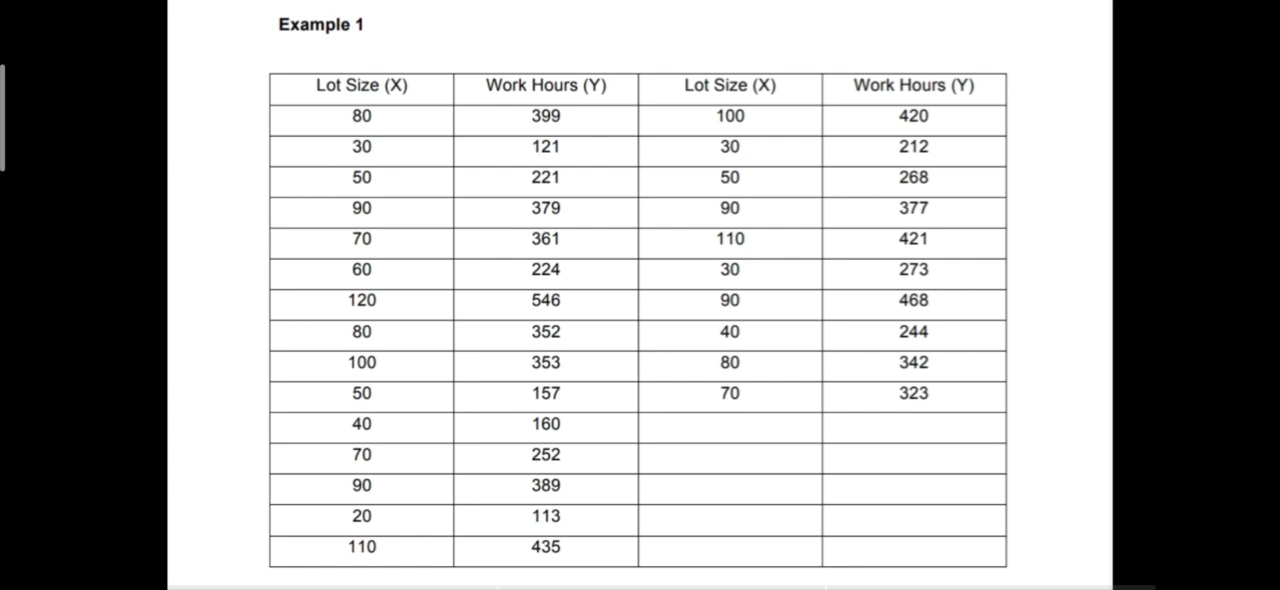 Example 1
Lot Size (X) Work Hours (Y) Lot Size (X) Work Hours (Y)
80 399 100 420
30 121 30 212
50 221 50 268
90 379 90 377
70 361 110 421
60 224 30 273
120 546 90 468
80 352 40 244
100 353 80 342
50 157 70 323
40 160
70 252
90 389
20 113
110 435